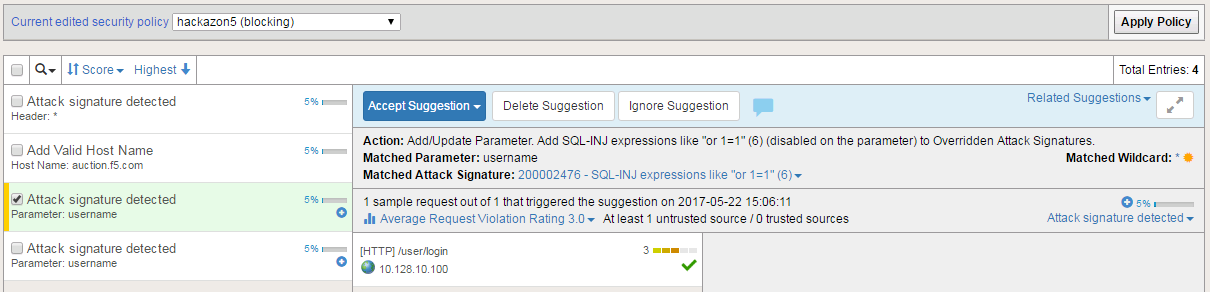 Current edited security policy hackazon5 (blocking) Apply Policy
Score Highest Total Entries: 4
Attack signature detected 5%
Header: *
Add Valid Host Name 5%
Host Name: auction.f5.com
Attack signature detected 5%
Parameter: username
Attack signature detected 5%
Parameter: username
Accept Suggestion Delete Suggestion Ignore Suggestion Related Suggestions
Action: Add/Update Parameter. Add SQL-INJ expressions like "or 1=1" (6) (disabled on the parameter) to Overridden Attack Signatures.
Matched Parameter: username Matched Wildcard: *
Matched Attack Signature: 200002476 - SQL-INJ expressions like "or 1=1" (6)
1 sample request out of 1 that triggered the suggestion on 2017-05-22 15:06:11 5%
Average Request Violation Rating 3.0 At least 1 untrusted source / 0 trusted sources Attack signature detected
[HTTP] /user/login 3
10.128.10.100